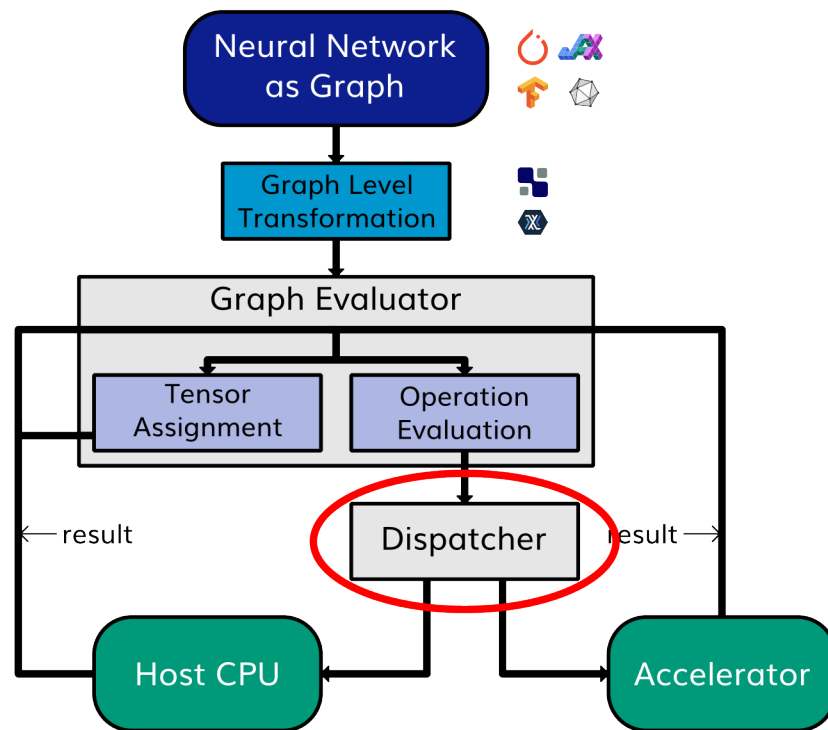 Neural Network
as Graph
Graph Level
Transformation
Graph Evaluator
Tensor
Assignment
Operation
Evaluation
Dispatcher
result
result
Host CPU
Accelerator